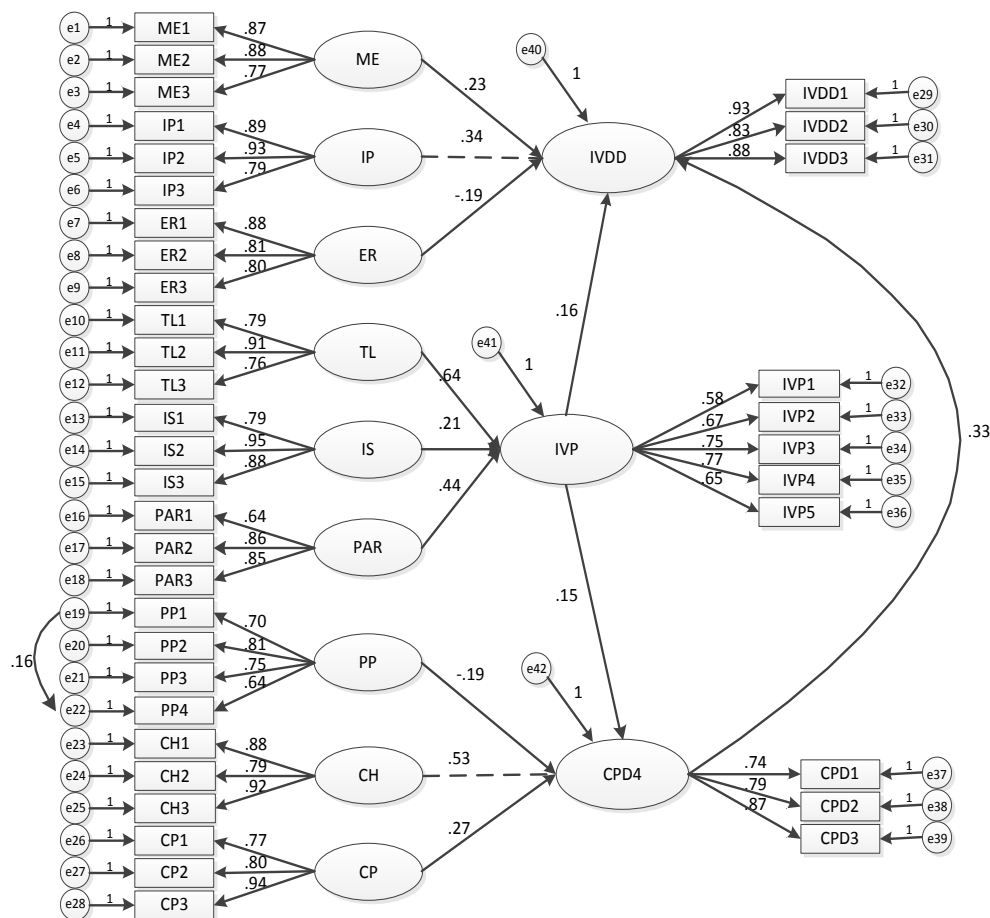 e1 1 ME1 .87
e2 1 ME2 .88
e3 1 ME3 .77
ME
.23
e4 1 IP1 .89
e5 1 IP2 .93
e6 1 IP3 .79
IP
.34
e7 1 ER1 .88
e8 1 ER2 .81
e9 1 ER3 .80
ER
-.19
e10 1 TL1 .79
e11 1 TL2 .91
e12 1 TL3 .76
TL
.64
e13 1 IS1 .79
e14 1 IS2 .95
e15 1 IS3 .88
IS
.21
e16 1 PAR1 .64
e17 1 PAR2 .86
e18 1 PAR3 .85
PAR
.44
e19 1 PP1 .70
e20 1 PP2 .81
e21 1 PP3 .75
e22 1 PP4 .64
.16
PP
-.19
e23 1 CH1 .88
e24 1 CH2 .79
e25 1 CH3 .92
CH
.53
e26 1 CP1 .77
e27 1 CP2 .80
e28 1 CP3 .94
CP
.27
e40
1
IVDD
.93 IVDD1 1 e29
.83 IVDD2 1 e30
.88 IVDD3 1 e31
.16
e41
1
IVP
.58 IVP1 1 e32
.67 IVP2 1 e33
.75 IVP3 1 e34
.77 IVP4 1 e35
.65 IVP5 1 e36
.33
.15
e42
1
CPD4
.74 CPD1 1 e37
.79 CPD2 1 e38
.87 CPD3 1 e39